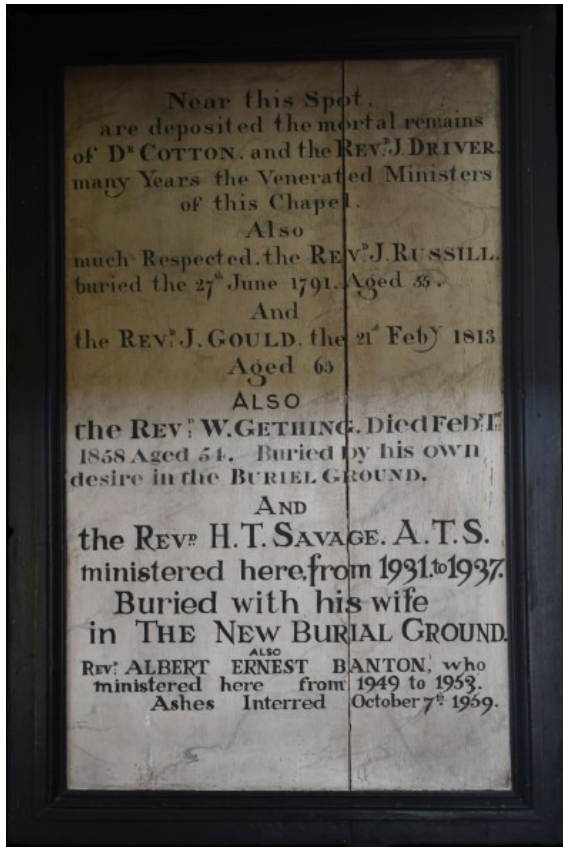 Near this Spot.
are deposited the mortal remains
of Dᴿ COTTON. and the REVᴰ. J. DRIVER.
many Years the Venerated Ministers
of this Chapel.
Also
much Respected. the REVᴰ. J. RUSSILL.
buried the 27ᵗʰ June 1791. Aged 55.
And
the REVᴰ. J. GOULD. the 21ˢᵗ Febʸ 1813
Aged 63
ALSO
the REVᴰ. W. GETHING. Died Febʸ 1ˢᵗ
1858 Aged 54. Buried by his own
desire in the BURIEL GROUND.
AND
the REVᴰ. H. T. SAVAGE. A.T.S.
ministered here, from 1931. to 1937.
Buried with his wife
in THE NEW BURIAL GROUND.
ALSO
REVᴰ. ALBERT ERNEST BANTON, who
ministered here from 1949 to 1953.
Ashes Interred October 7ᵗʰ 1959.